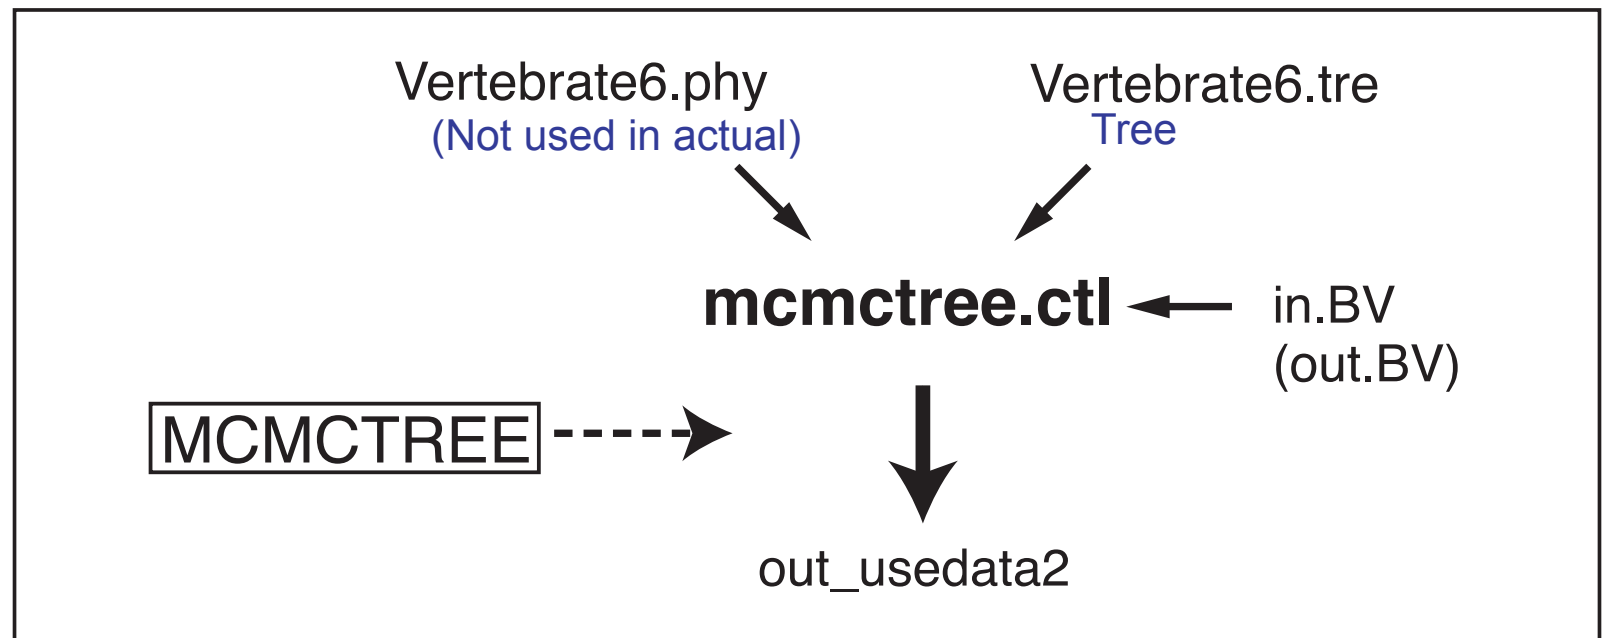 Vertebrate6.phy
(Not used in actual)
Vertebrate6.tre
Tree
mcmctree.ctl
in.BV
(out.BV)
MCMCTREE
out_usedata2